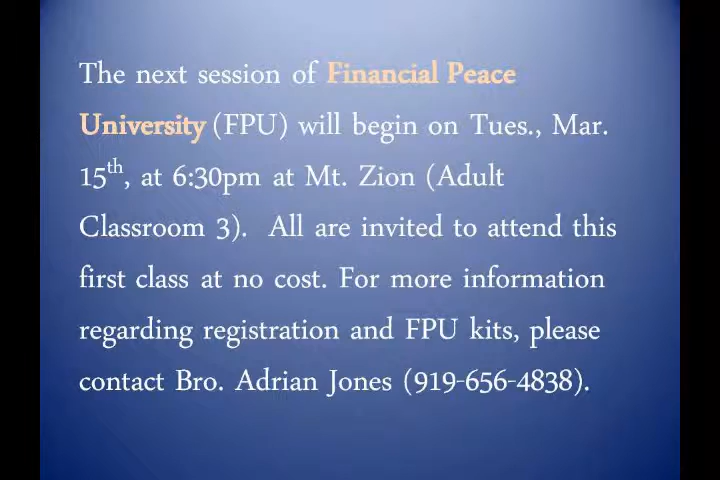 The next session of Financial Peace
University (FPU) will begin on Tues., Mar.
15th, at 6:30pm at Mt. Zion (Adult
Classroom 3).  All are invited to attend this
first class at no cost. For more information
regarding registration and FPU kits, please
contact Bro. Adrian Jones (919-656-4838).